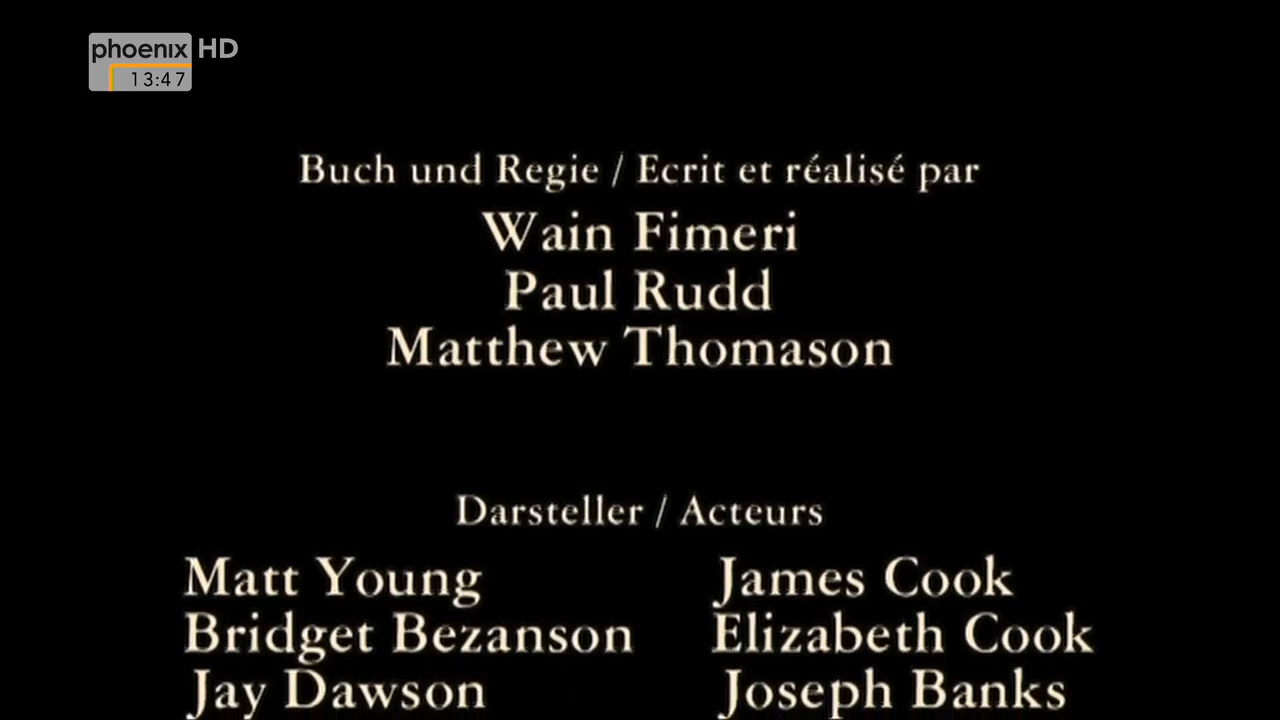 phoenix HD
13:47
Buch und Regie / Ecrit et réalisé par
Wain Fimeri
Paul Rudd
Matthew Thomason
Darsteller / Acteurs
Matt Young James Cook
Bridget Bezanson Elizabeth Cook
Jay Dawson Joseph Banks